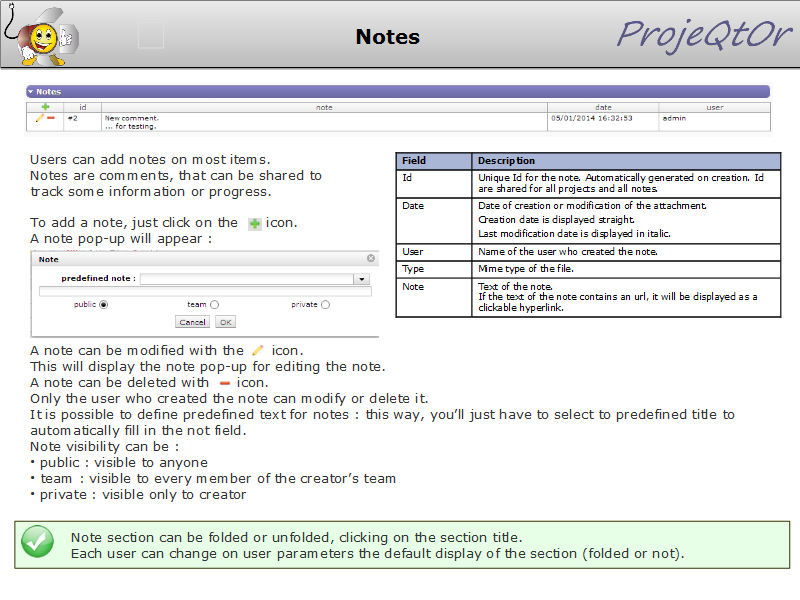 Notes
ProjeQtOr
Notes
id note date user
#2 New comment. 05/01/2014 16:32:53 admin
... for testing.
Users can add notes on most items.
Notes are comments, that can be shared to
track some information or progress.
To add a note, just click on the icon.
A note pop-up will appear :
Note
predefined note :
public team private
Cancel OK
Field Description
Id Unique Id for the note. Automatically generated on creation. Id
are shared for all projects and all notes.
Date Date of creation or modification of the attachment.
Creation date is displayed straight.
Last modification date is displayed in italic.
User Name of the user who created the note.
Type Mime type of the file.
Note Text of the note.
If the text of the note contains an url, it will be displayed as a
clickable hyperlink.
A note can be modified with the icon.
This will display the note pop-up for editing the note.
A note can be deleted with icon.
Only the user who created the note can modify or delete it.
It is possible to define predefined text for notes : this way, you’ll just have to select to predefined title to
automatically fill in the not field.
Note visibility can be :
• public : visible to anyone
• team : visible to every member of the creator’s team
• private : visible only to creator
Note section can be folded or unfolded, clicking on the section title.
Each user can change on user parameters the default display of the section (folded or not).